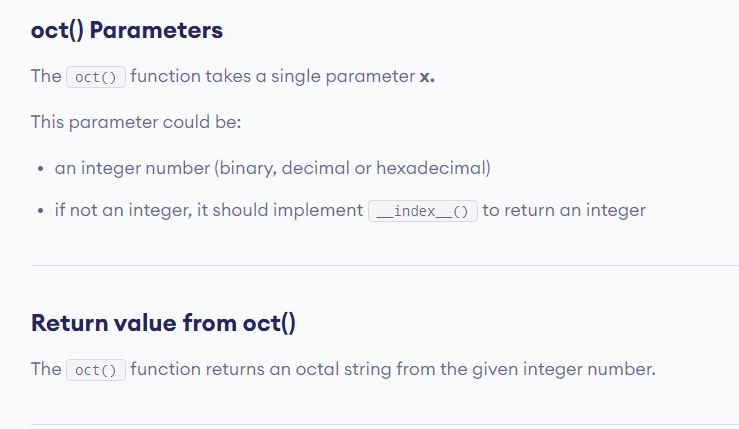 oct() Parameters
The oct() function takes a single parameter x.
This parameter could be:
• an integer number (binary, decimal or hexadecimal)
• if not an integer, it should implement __index__() to return an integer
Return value from oct()
The oct() function returns an octal string from the given integer number.